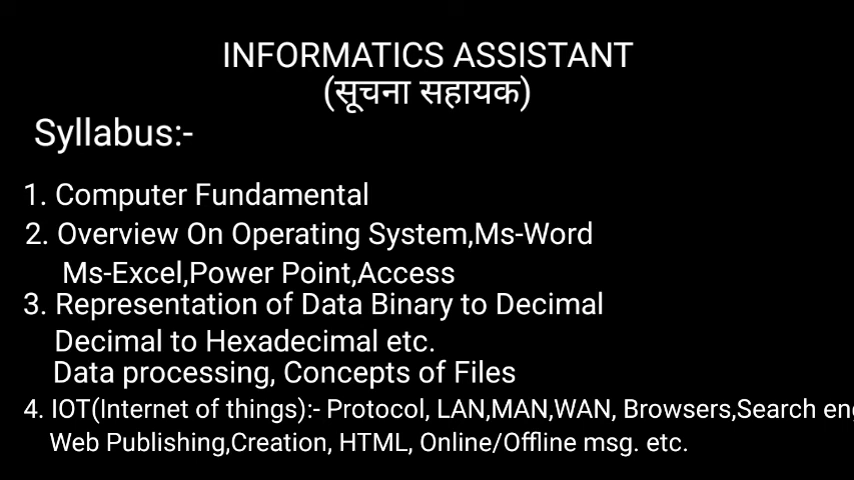 INFORMATICS ASSISTANT
(सूचना सहायक)
Syllabus:-
1. Computer Fundamental
2. Overview On Operating System,Ms-Word
Ms-Excel,Power Point,Access
3. Representation of Data Binary to Decimal
Decimal to Hexadecimal etc.
Data processing, Concepts of Files
4. IOT(Internet of things):- Protocol, LAN,MAN,WAN, Browsers,Search
Web Publishing,Creation, HTML, Online/Offline msg. etc.